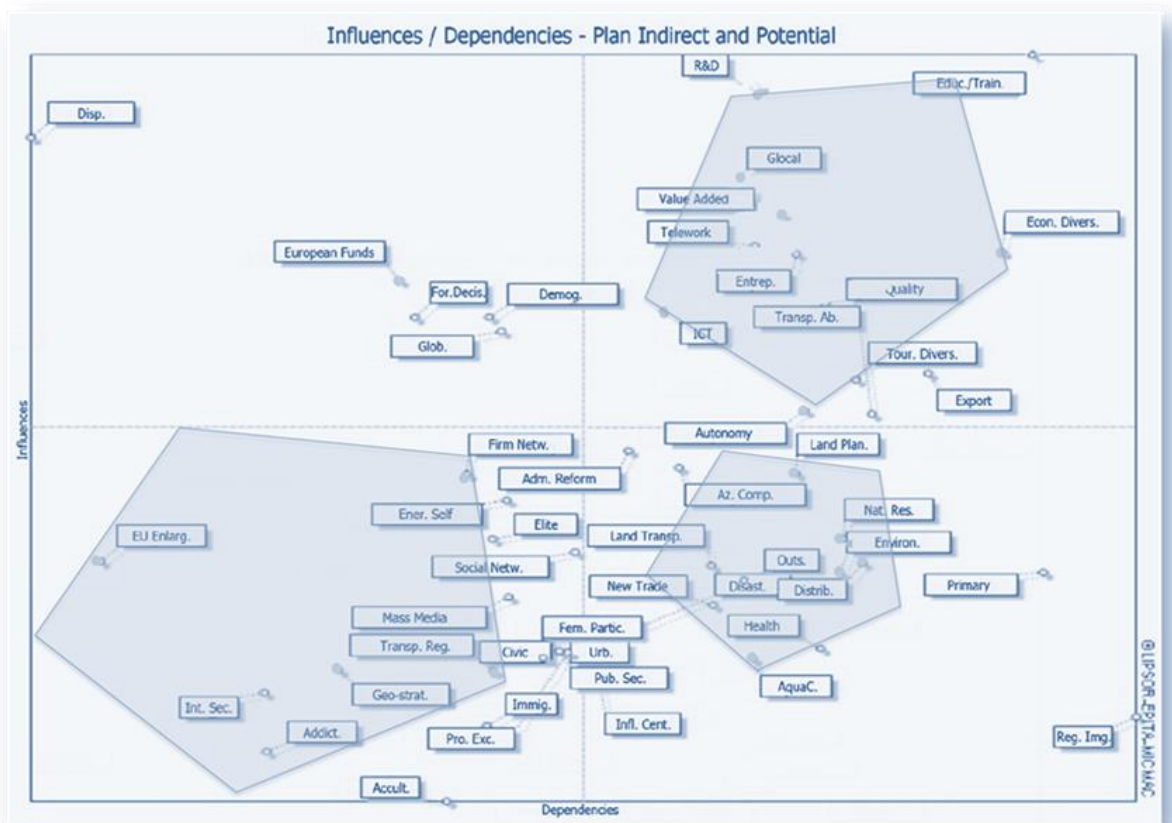 Influences / Dependencies - Plan Indirect and Potential
R&D
Educ./Train.
Disp.
Glocal
Value Added
Econ. Divers.
Telework
European Funds
Entrep.
Quality
For.Decis.
Demog.
Transp. Ab.
ICT
Glob.
Tour. Divers.
Export
Influences
Autonomy
Firm Netw.
Land Plan.
Adm. Reform
Az. Comp.
Ener. Self
Nat. Res.
Elite
EU Enlarg.
Land Transp.
Environ.
Outs.
Social Netw.
New Trade
Disast.
Distrib.
Primary
Mass Media
Fem. Partic.
Health
Transp. Reg.
Civic
Urb.
Pub. Sec.
AquaC.
Geo-strat.
Int. Sec.
Immig.
Infl. Cent.
Addict.
Pro. Exc.
Reg. Img.
Accult.
Dependencies
© LIPSOR-EPITA-MICMAC